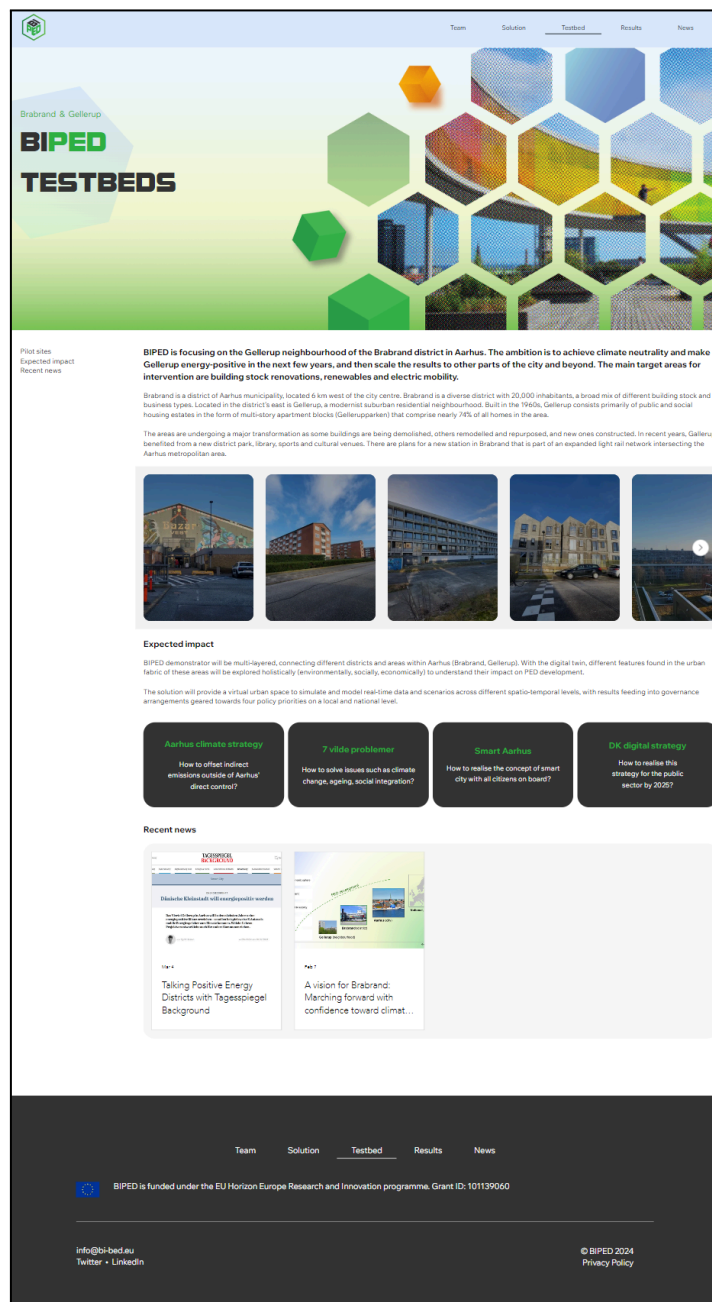 Team Solution Testbed Results News
Brabrand & Gellerup
BIPED
TESTBEDS
Pilot sites
Expected impact
Recent news
BIPED is focusing on the Gellerup neighbourhood of the Brabrand district in Aarhus. The ambition is to achieve climate neutrality and make
Gellerup energy-positive in the next few years, and then scale the results to other parts of the city and beyond. The main target areas for
intervention are building stock renovations, renewables and electric mobility.
Brabrand is a district of Aarhus municipality, located 6 km west of the city centre. Brabrand is a diverse district with 20,000 inhabitants, a broad mix of different building stock and
business types. Located in the district's east is Gellerup, a modernist suburban residential neighbourhood. Built in the 1960s, Gellerup consists primarily of public and social
housing estates in the form of multi-story apartment blocks (Gellerupparken) that comprise nearly 74% of all homes in the area.
The areas are undergoing a major transformation as some buildings are being demolished, others remodelled and repurposed, and new ones constructed. In recent years,
benefited from a new district park, library, sports and cultural venues. There are plans for a new station in Brabrand that is part of an expanded light rail network intersecting the
Aarhus metropolitan area.
Bazar
Expected impact
BIPED demonstrator will be multi-layered, connecting different districts and areas within Aarhus (Brabrand, Gellerup). With the digital twin, different features found in the urban
fabric of these areas will be explored holistically (environmentally, socially, economically) to understand their impact on PED development.
The solution will provide a virtual urban space to simulate and model real-time data and scenarios across different spatio-temporal levels, with results feeding into governance
arrangements geared towards four policy priorities on a local and national level.
Aarhus climate strategy
How to offset indirect
emissions outside of Aarhus'
direct control?
7 vilde problemer
How to solve issues such as climate
change, ageing, social integration?
Smart Aarhus
How to realise the concept of smart
city with all citizens on board?
DK digital strategy
How to realise this
strategy for the public
sector by 2025?
Recent news
TAGESSPIEGEL
BACKGROUND
Dänische Kleinstadt will energiepositiv werden
Mar 4
Talking Positive Energy
Districts with Tagesspiegel
Background
Feb 7
A vision for Brabrand:
Marching forward with
confidence toward climat...
Team Solution Testbed Results News
BIPED is funded under the EU Horizon Europe Research and Innovation programme. Grant ID: 101139060
info@bi-bed.eu
Twitter • LinkedIn
© BIPED 2024
Privacy Policy